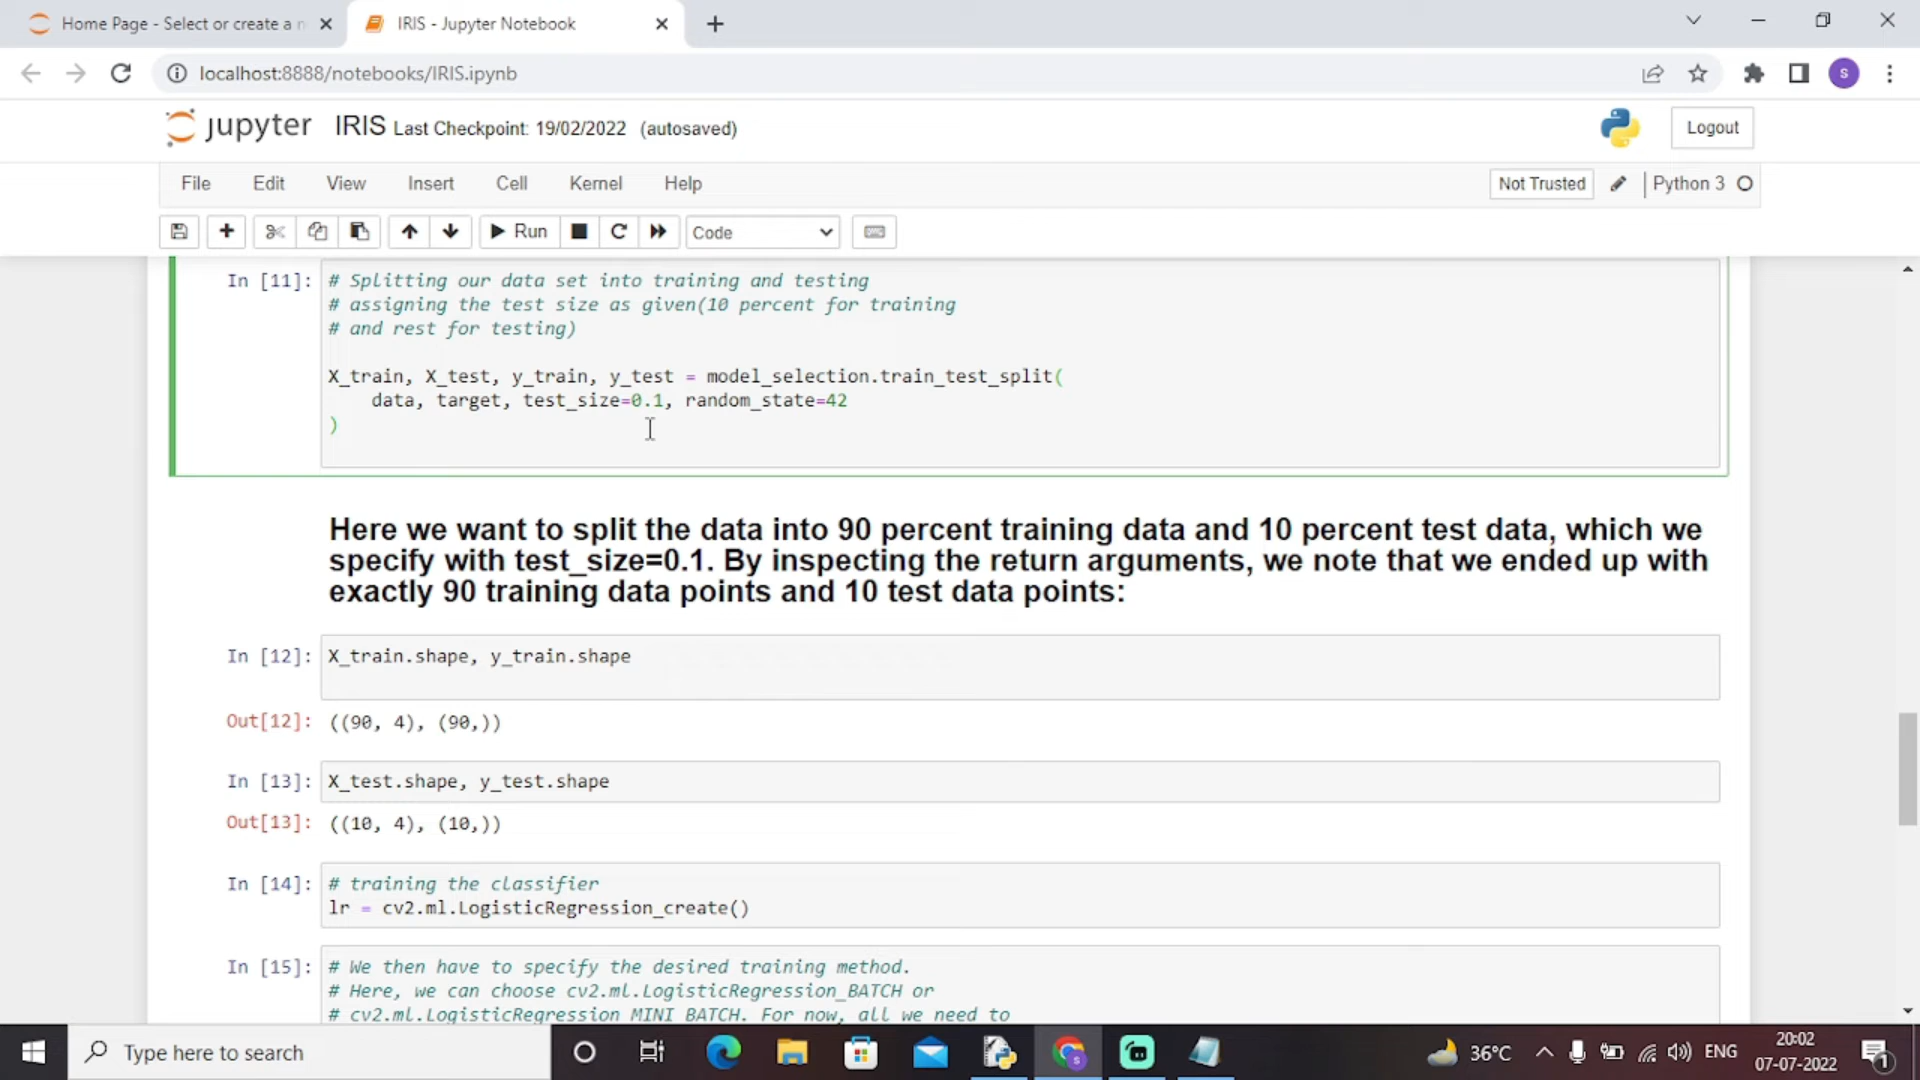 Home Page - Select or create a n
IRIS - Jupyter Notebook
localhost:8888/notebooks/IRIS.ipynb
s
jupyter IRIS Last Checkpoint: 19/02/2022 (autosaved)
Logout
File Edit View Insert Cell Kernel Help
Not Trusted
Python 3
Run
Code
In [11]: # Splitting our data set into training and testing
# assigning the test size as given(10 percent for training
# and rest for testing)
X_train, X_test, y_train, y_test = model_selection.train_test_split(
data, target, test_size=0.1, random_state=42
)
Here we want to split the data into 90 percent training data and 10 percent test data, which we
specify with test_size=0.1. By inspecting the return arguments, we note that we ended up with
exactly 90 training data points and 10 test data points:
In [12]: X_train.shape, y_train.shape
Out[12]: ((90, 4), (90,))
In [13]: X_test.shape, y_test.shape
Out[13]: ((10, 4), (10,))
In [14]: # training the classifier
lr = cv2.ml.LogisticRegression_create()
In [15]: # We then have to specify the desired training method.
# Here, we can choose cv2.ml.LogisticRegression_BATCH or
# cv2.ml.LogisticRegression_MINI_BATCH. For now, all we need to
Type here to search
36°C
ENG
20:02
07-07-2022
1